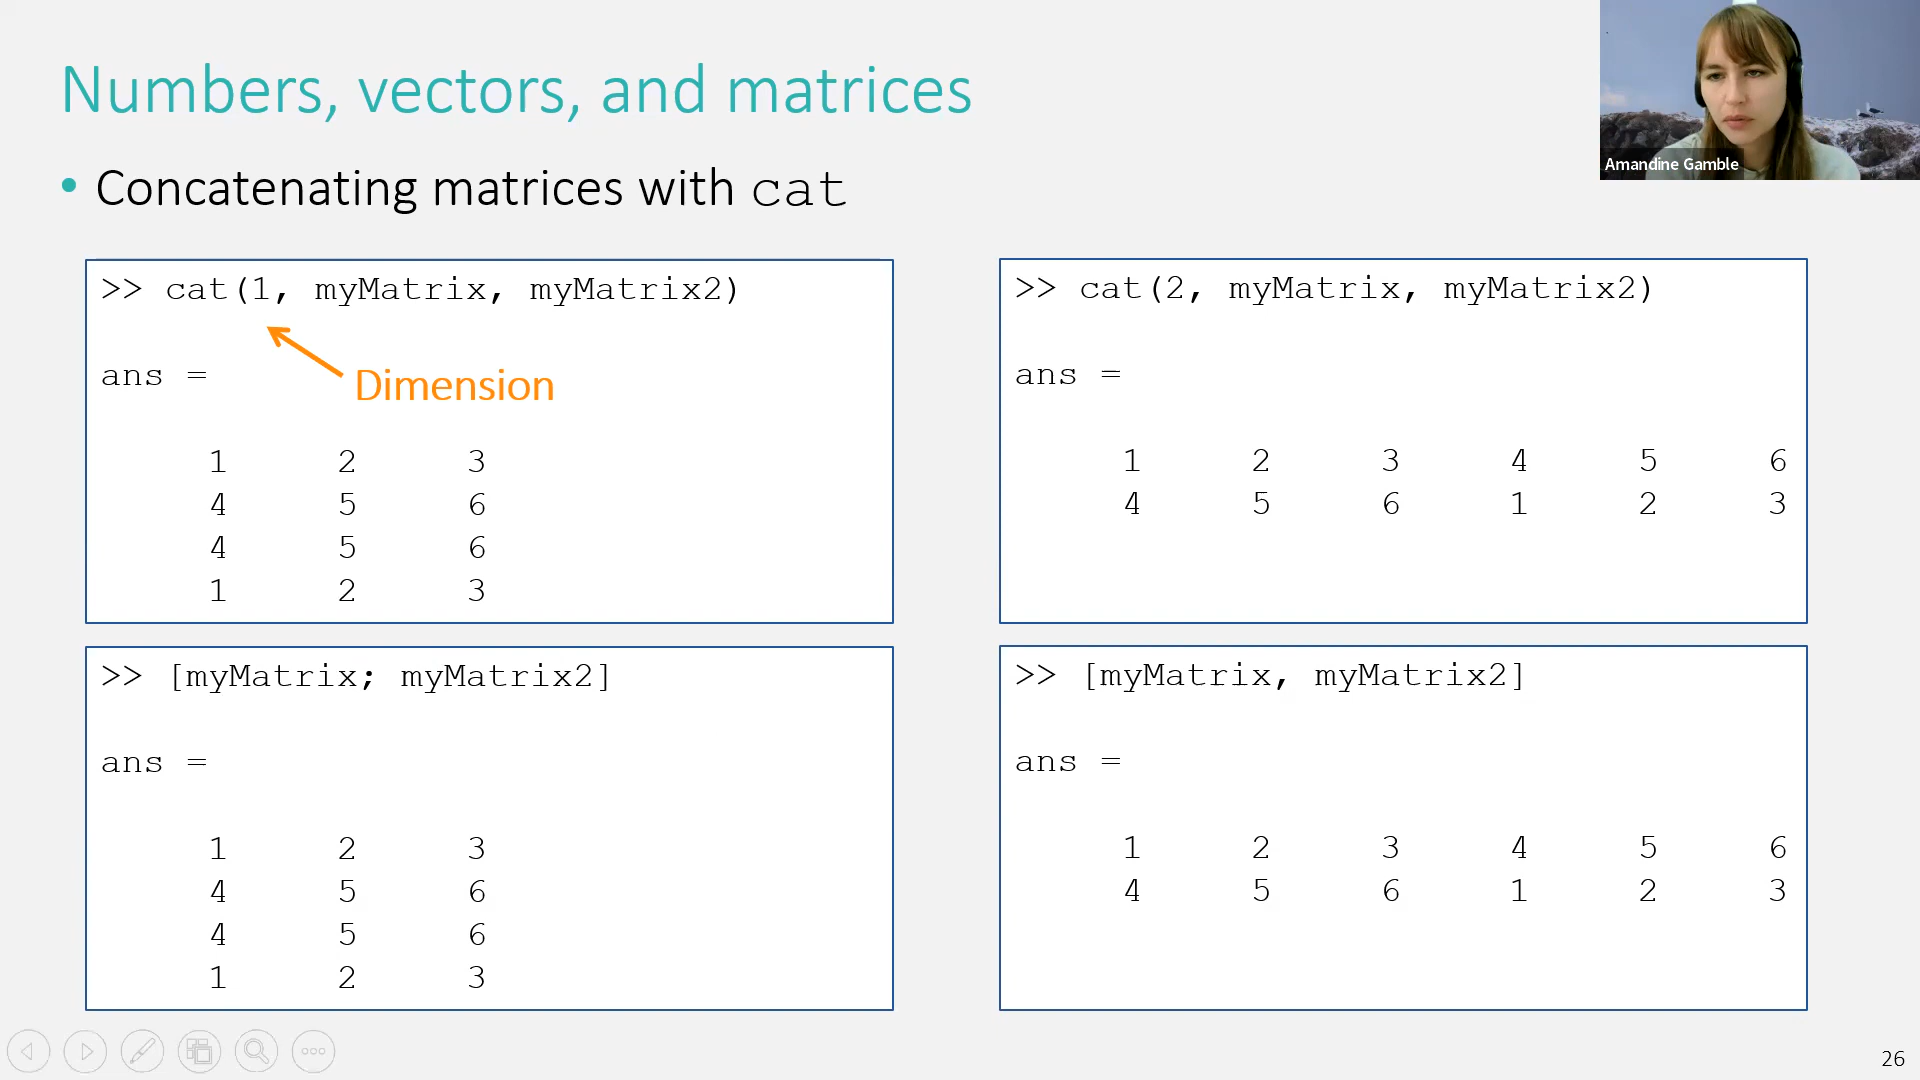 Numbers, vectors, and matrices
Amandine Gamble
• Concatenating matrices with cat
>> cat(1, myMatrix, myMatrix2)
ans =
Dimension
1 2 3
4 5 6
4 5 6
1 2 3
>> cat(2, myMatrix, myMatrix2)
ans =
1 2 3 4 5 6
4 5 6 1 2 3
>> [myMatrix; myMatrix2]
ans =
1 2 3
4 5 6
4 5 6
1 2 3
>> [myMatrix, myMatrix2]
ans =
1 2 3 4 5 6
4 5 6 1 2 3
26